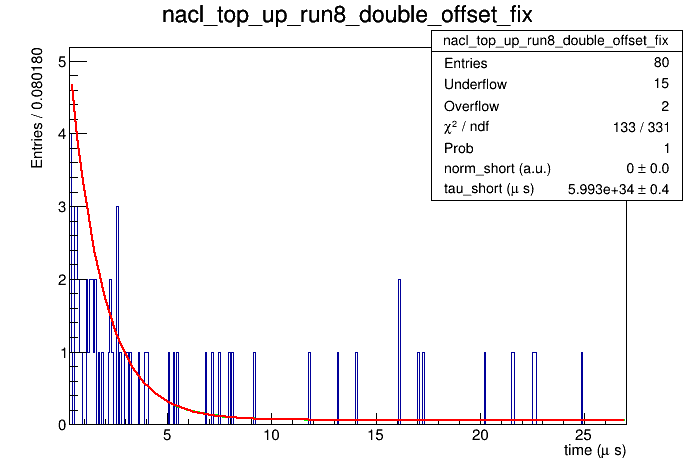 nacl_top_up_run8_double_offset_fix
nacl_top_up_run8_double_offset_fix
Entries 80
Underflow 15
Overflow 2
χ² / ndf 133 / 331
Prob 1
norm_short (a.u.) 0 ± 0.0
tau_short (μ s) 5.993e+34 ± 0.4
Entries / 0.080180
5
4
3
2
1
0
5 10 15 20 25
time (μ s)